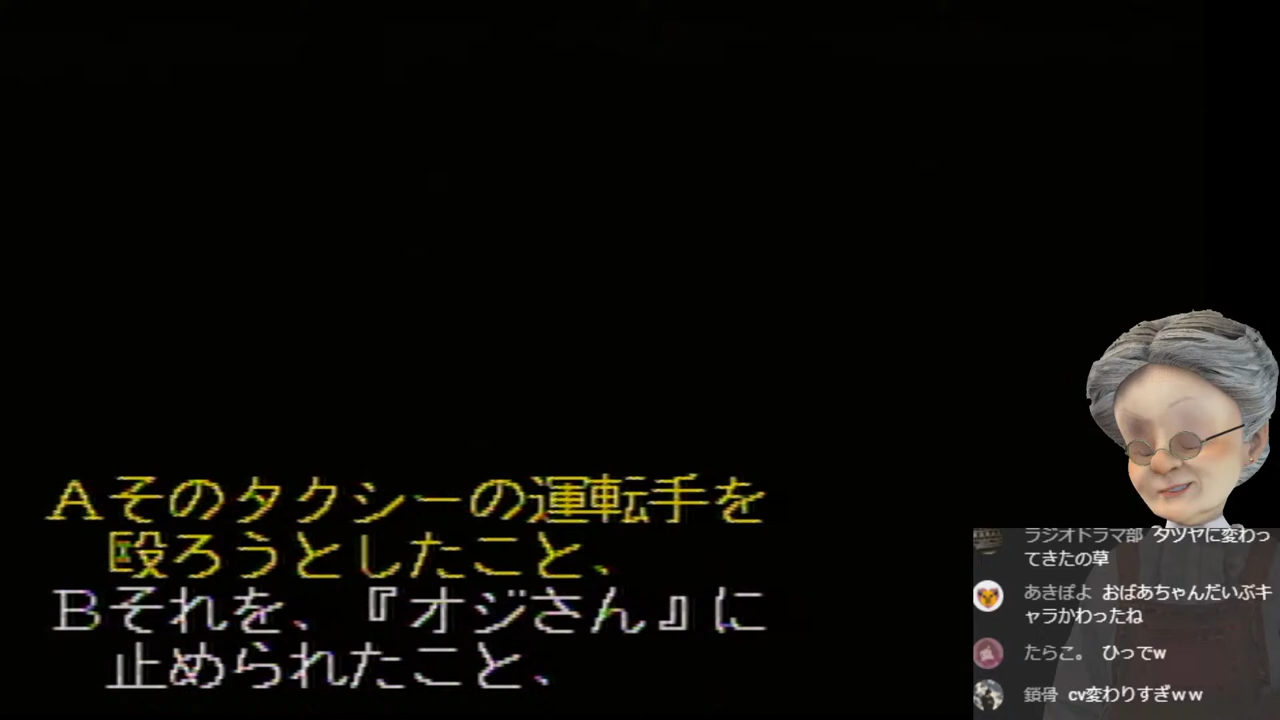 Aそのタクシーの運転手を
殴ろうとしたこと、
Bそれを、『オジさん』に
止められたこと、
ラジオドラマ部 タツヤに変わっ
てきたの草
あきぽよ おばあちゃんだいぶキ
ャラかわったね
たらこ。 ひっでw
鎖骨 cv変わりすぎｗｗ